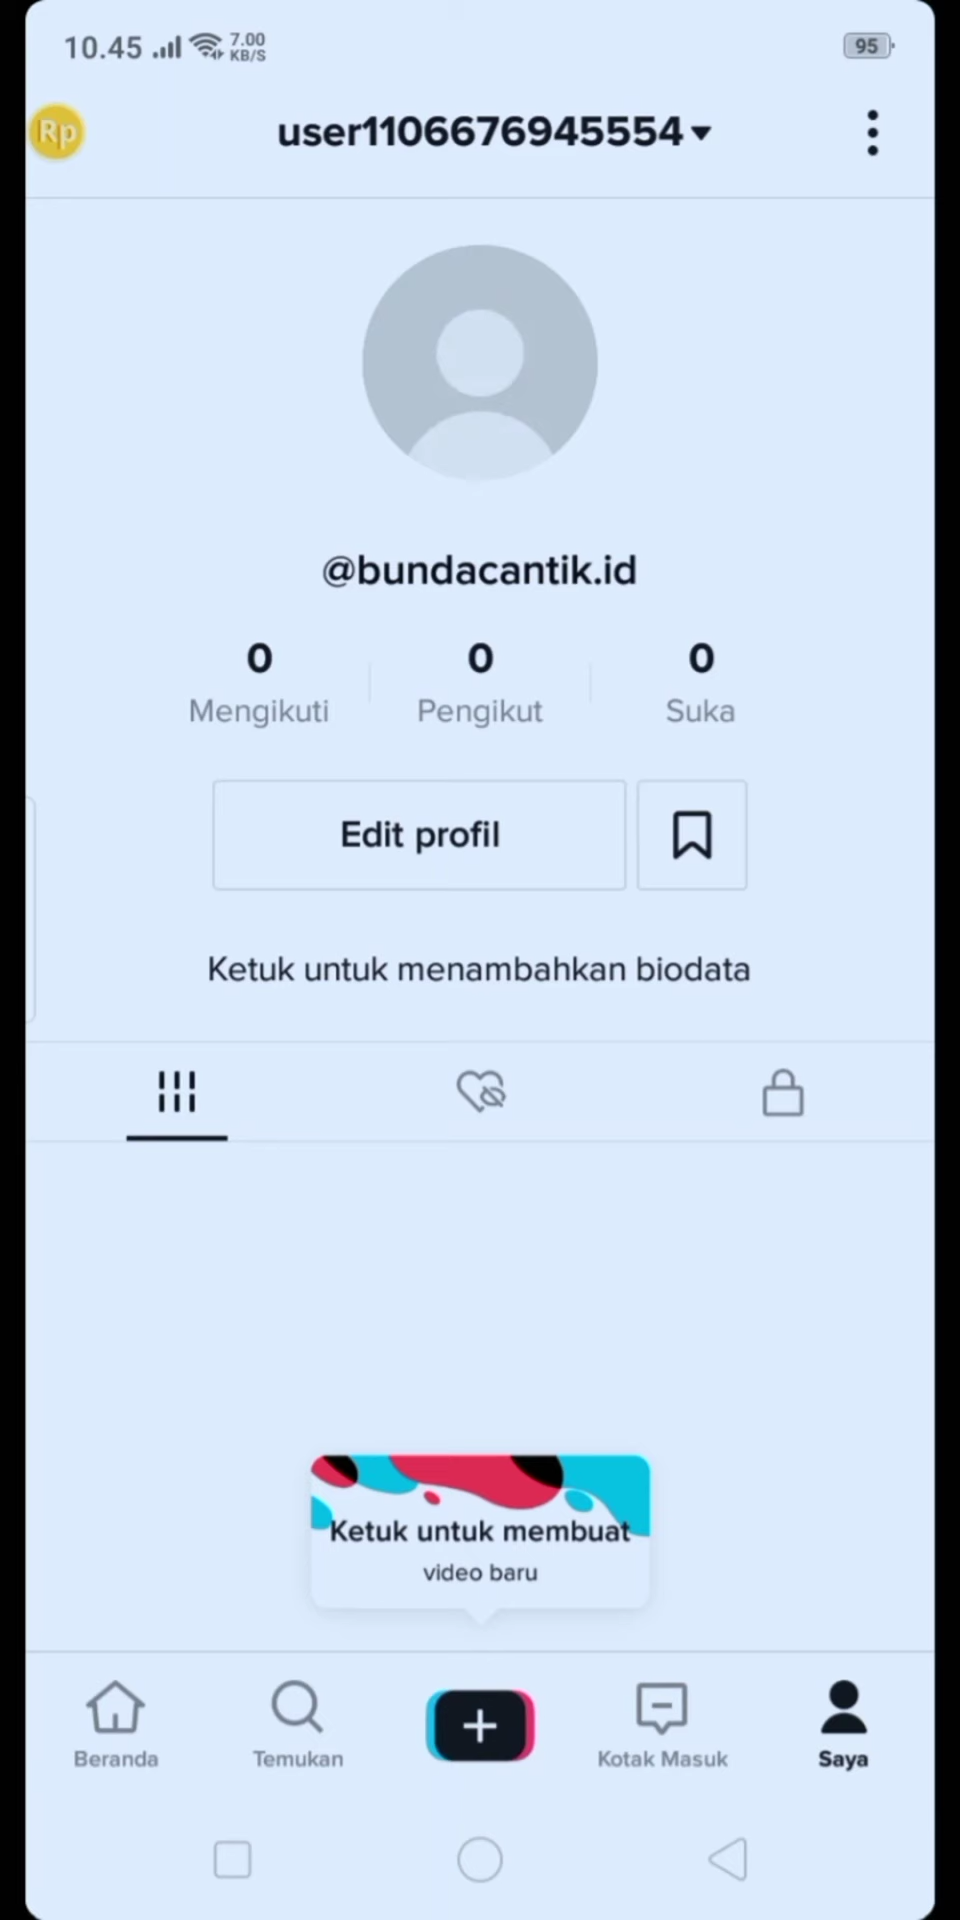 10.45 7.00 KB/S 95
Rp user1106676945554
@bundacantik.id
0 0 0
Mengikuti Pengikut Suka
Edit profil
Ketuk untuk menambahkan biodata
Ketuk untuk membuat
video baru
Beranda Temukan Kotak Masuk Saya